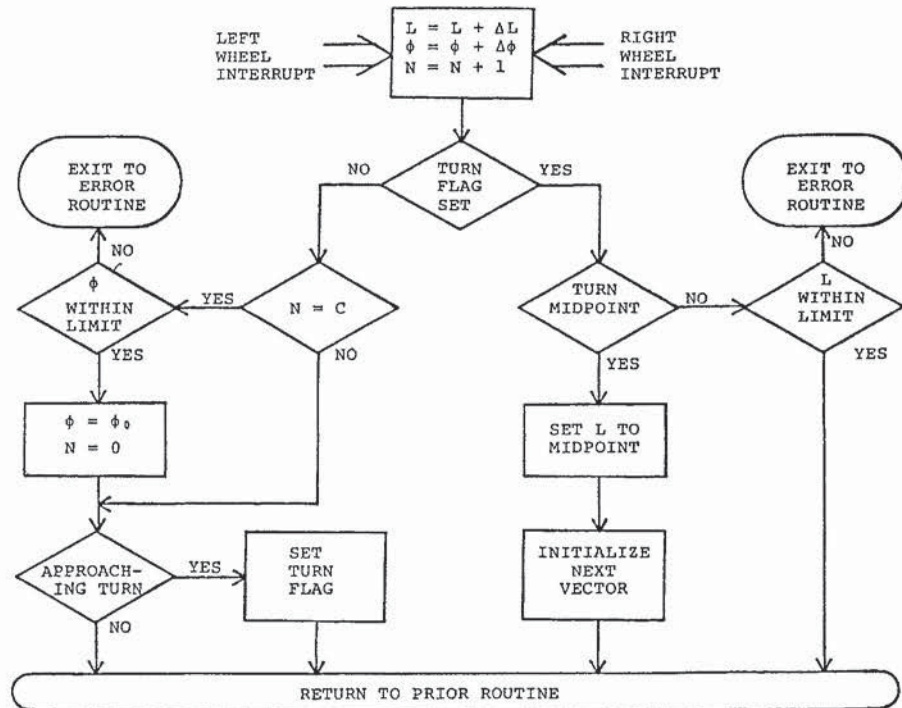 LEFT
WHEEL
INTERRUPT
L = L + ΔL
φ = φ + Δφ
N = N + 1
RIGHT
WHEEL
INTERRUPT
EXIT TO
ERROR
ROUTINE
NO
TURN
FLAG
SET
YES
EXIT TO
ERROR
ROUTINE
NO
φ
WITHIN
LIMIT
YES
N = C
TURN
MIDPOINT
NO
NO
L
WITHIN
LIMIT
YES
NO
YES
YES
φ = φ₀
N = 0
SET L TO
MIDPOINT
APPROACH-
ING TURN
YES
SET
TURN
FLAG
INITIALIZE
NEXT
VECTOR
NO
RETURN TO PRIOR ROUTINE